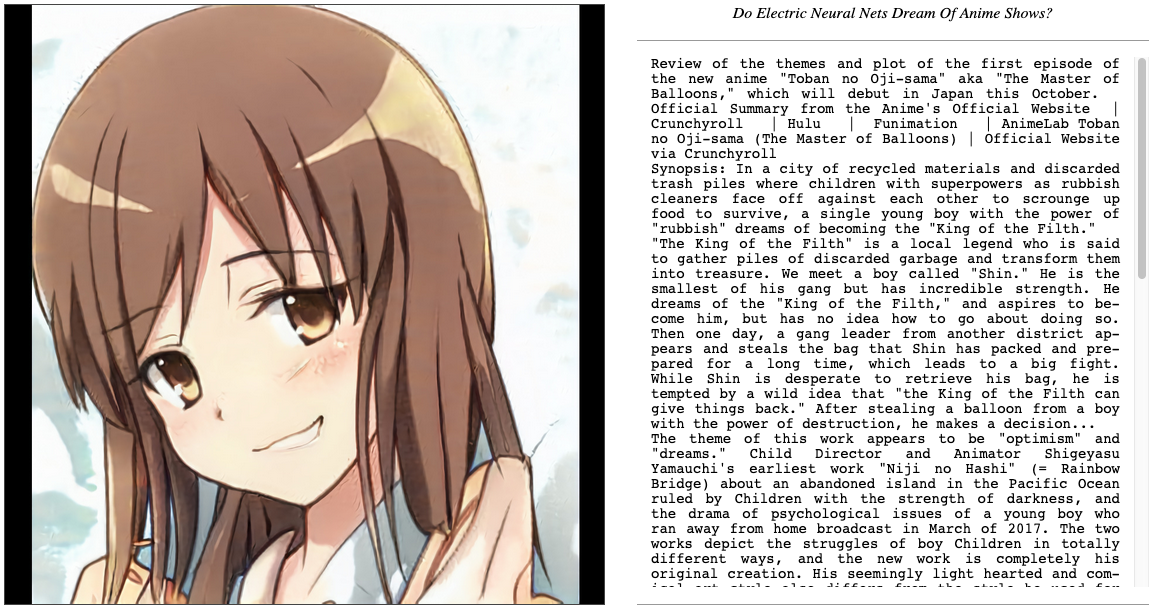 Do Electric Neural Nets Dream Of Anime Shows?
Review of the themes and plot of the first episode of
the new anime "Toban no Oji-sama" aka "The Master of
Balloons," which will debut in Japan this October.
Official Summary from the Anime's Official Website |
Crunchyroll | Hulu | Funimation | AnimeLab Toban
no Oji-sama (The Master of Balloons) | Official Website
via Crunchyroll
Synopsis: In a city of recycled materials and discarded
trash piles where children with superpowers as rubbish
cleaners face off against each other to scrounge up
food to survive, a single young boy with the power of
"rubbish" dreams of becoming the "King of the Filth."
"The King of the Filth" is a local legend who is said
to gather piles of discarded garbage and transform them
into treasure. We meet a boy called "Shin." He is the
smallest of his gang but has incredible strength. He
dreams of the "King of the Filth," and aspires to be-
come him, but has no idea how to go about doing so.
Then one day, a gang leader from another district ap-
pears and steals the bag that Shin has packed and pre-
pared for a long time, which leads to a big fight.
While Shin is desperate to retrieve his bag, he is
tempted by a wild idea that "the King of the Filth can
give things back." After stealing a balloon from a boy
with the power of destruction, he makes a decision...
The theme of this work appears to be "optimism" and
"dreams." Child Director and Animator Shigeyasu
Yamauchi's earliest work "Niji no Hashi" (= Rainbow
Bridge) about an abandoned island in the Pacific Ocean
ruled by Children with the strength of darkness, and
the drama of psychological issues of a young boy who
ran away from home broadcast in March of 2017. The two
works depict the struggles of boy Children in totally
different ways, and the new work is completely his
original creation. His seemingly light hearted and com-